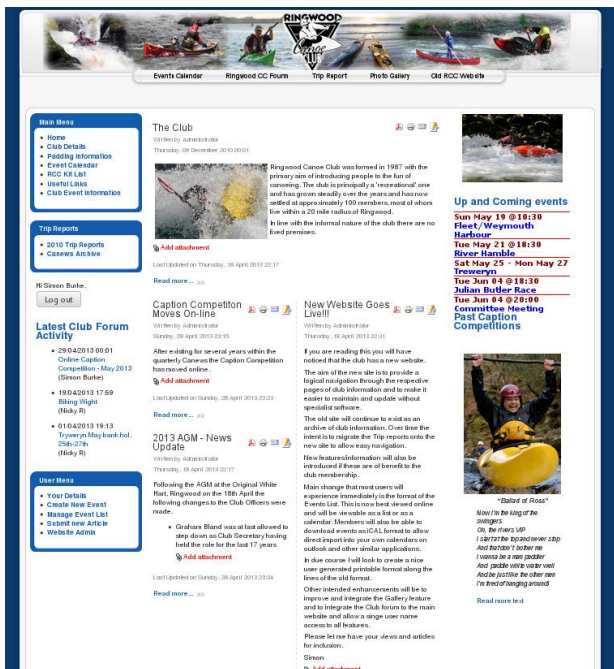 RINGWOOD
Canoe
CLUB
Events Calendar
Ringwood CC Fourm
Trip Report
Photo Gallery
Old RCC Website
Main Menu
Home
Club Details
Padding Information
Event Calendar
RCC Kit List
Useful Links
Club Event Information
Trip Reports
2010 Trip Reports
Canews Archive
Hi Simon Burke,
Log out
Latest Club Forum
Activity
29/04/2013 00:01
Online Caption
Competition - May 2013
(Simon Burke)
19/04/2013 17:59
Biking Wight
(Nicky R)
01/04/2013 19:13
Tryweryn May bank hol.
25th-27th
(Nicky R)
User Menu
Your Details
Create New Event
Manage Event List
Submit new Article
Website Admin
The Club
Written by Administrator
Thursday, 09 December 2010 00:01
Ringwood Canoe Club was formed in 1987 with the
primary aim of introducing people to the fun of
canoeing. The club is principally a 'recreational' one
and has grown steadily over the years and has now
settled at approximately 100 members, most of whom
live within a 20 mile radius of Ringwood.
In line with the informal nature of the club there are no
fixed premises.
Add attachment
Last Updated on Thursday, 18 April 2013 22:17
Read more... >>
Caption Competiton
Moves On-line
Written by Administrator
Sunday, 28 April 2013 23:15
After existing for several years within the
quarterly Canews the Caption Competition
has moved online.
Add attachment
Last Updated on Sunday, 28 April 2013 23:23
Read more... >>
2013 AGM - News
Update
Written by Administrator
Thursday, 18 April 2013 22:17
Following the AGM at the Original White
Hart, Ringwood on the 18th April the
following changes to the Club Officers were
made.
Graham Bland was at last allowed to
step down as Club Secretary having
held the role for the last 17 years
Add attachment
Last Updated on Sunday, 28 April 2013 23:24
Read more... >>
New Website Goes
Live!!!
Written by Administrator
Thursday, 18 April 2013 22:31
If you are reading this you will have
noticed that the club has a new website.
The aim of the new site is to provide a
logical navigation through the respective
pages of club information and to make it
easier to maintain and update without
specialist software.
The old site will continue to exist as an
archive of club information. Over time the
intent is to migrate the Trip reports onto the
new site to allow easy navigation.
New features/information will also be
introduced if these are of benefit to the
club membership.
Main change that most users will
experience immediately is the format of the
Events List. This is now best viewed online
and will be viewable as a list or as a
calendar. Members will also be able to
download events as iCAL format to allow
direct import into your own calendars on
outlook and other similar applications.
In due course I will look to create a nice
user generated printable format along the
lines of the old format.
Other intended enhancements will be to
improve and integrate the Gallery feature
and to integrate the Club forum to the main
website and allow a singe user name
access to all features.
Please let me have your views and articles
for inclusion.
Simon
Add attachment
Up and Coming events
Sun May 19 @10:30
Fleet/Weymouth
Harbour
Tue May 21 @18:30
River Hamble
Sat May 25 - Mon May 27
Treweryn
Tue Jun 04 @18:30
Julian Butler Race
Tue Jun 04 @20:00
Committee Meeting
Past Caption
Competitions
"Ballad of Ross"
Now I'm the king of the
swingers
Oh, the rivers VIP
I start at the top and never stop
And that don't bother me
I wanna be a man paddler
And paddle white water well
And be just like the other men
I'm tired of hanging around!
Read more text